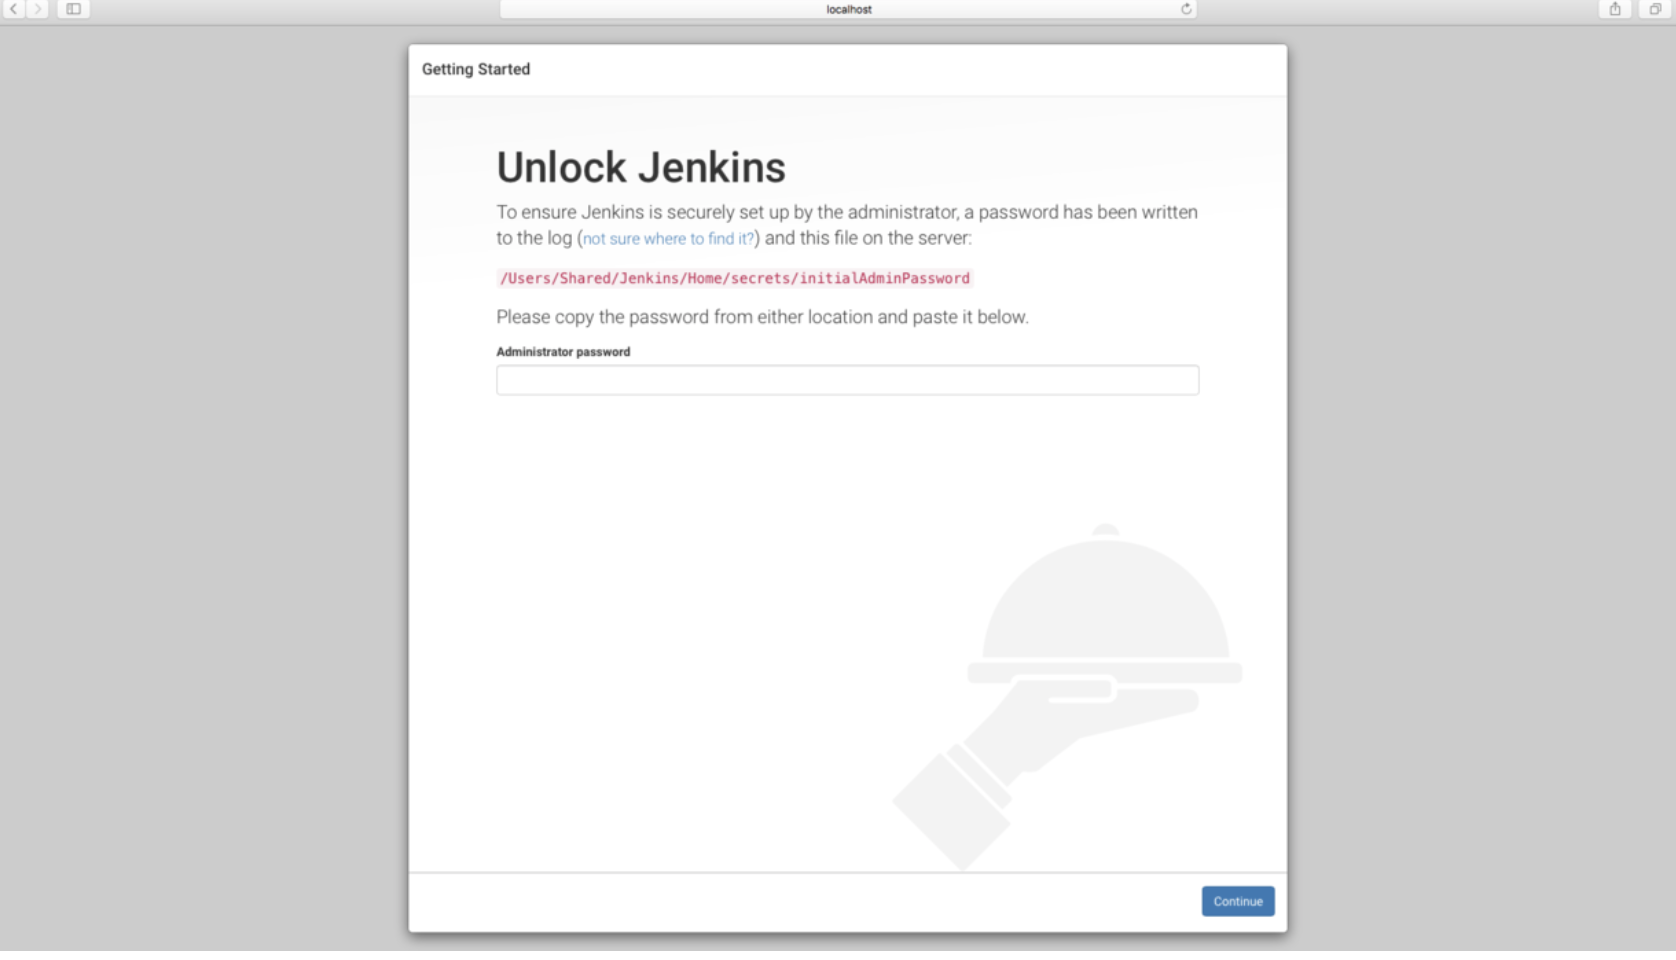 localhost
Getting Started
Unlock Jenkins
To ensure Jenkins is securely set up by the administrator, a password has been written
to the log (not sure where to find it?) and this file on the server:
/Users/Shared/Jenkins/Home/secrets/initialAdminPassword
Please copy the password from either location and paste it below.
Administrator password
Continue